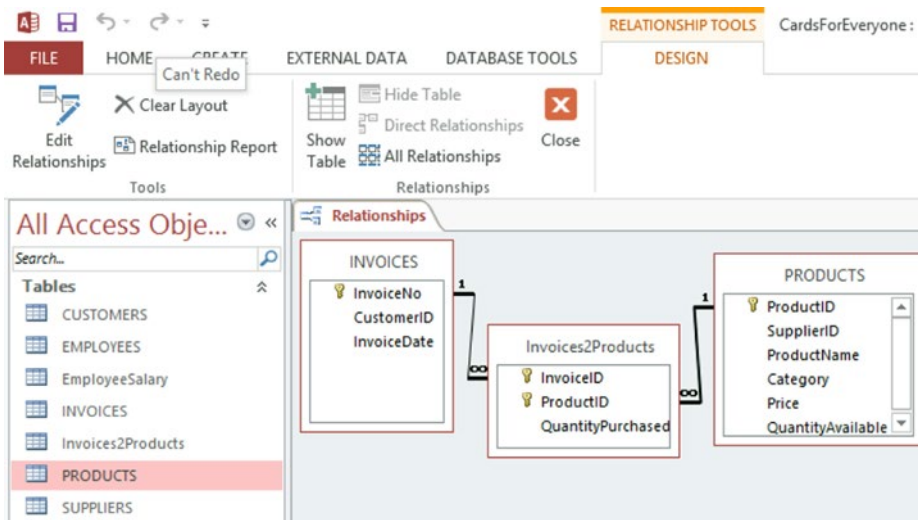 RELATIONSHIP TOOLS CardsForEveryone :
FILE HOME CREATE EXTERNAL DATA DATABASE TOOLS DESIGN
Can't Redo
Edit Relationships
Clear Layout
Relationship Report
Tools
Show Table
Hide Table
Direct Relationships
All Relationships
Close
Relationships
All Access Obje... «
Search...
Tables
CUSTOMERS
EMPLOYEES
EmployeeSalary
INVOICES
Invoices2Products
PRODUCTS
SUPPLIERS
Relationships
INVOICES
InvoiceNo
CustomerID
InvoiceDate
1
∞
Invoices2Products
InvoiceID
ProductID
QuantityPurchased
1
∞
PRODUCTS
ProductID
SupplierID
ProductName
Category
Price
QuantityAvailable